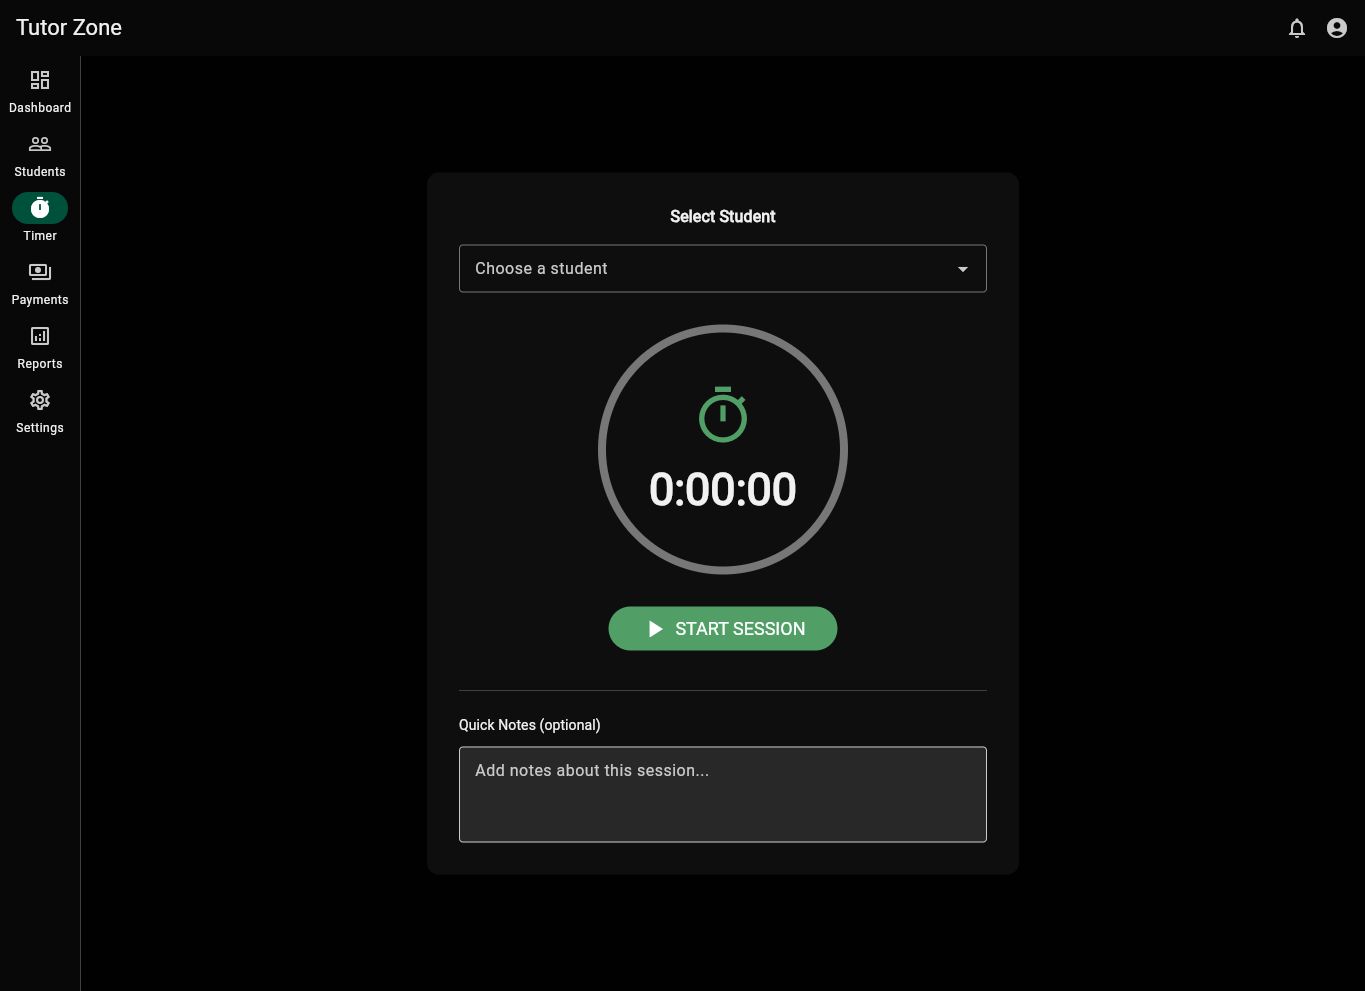 Tutor Zone
Dashboard
Students
Timer
Payments
Reports
Settings
Select Student
Choose a student
0:00:00
START SESSION
Quick Notes (optional)
Add notes about this session...